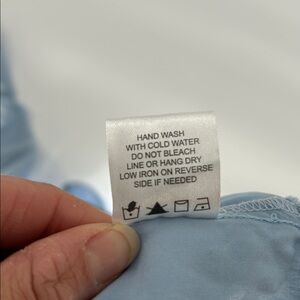 HAND WASH
WITH COLD WATER
DO NOT BLEACH
LINE OR HANG DRY
LOW IRON ON REVERSE
SIDE IF NEEDED